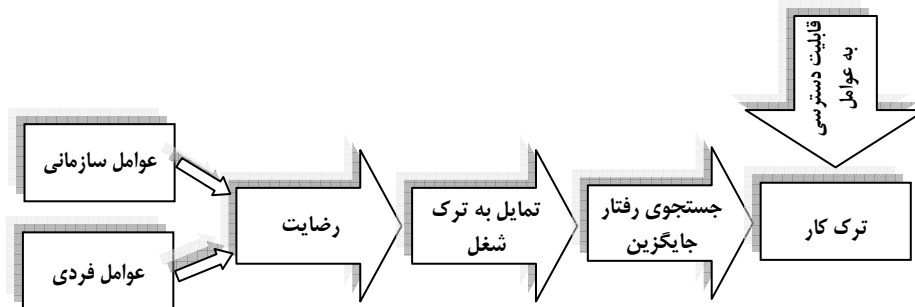 قابلیت دسترسی
به عوامل
عوامل سازمانی
عوامل فردی
رضایت
تمایل به ترک
شغل
جستجوی رفتار
جایگزین
ترک کار